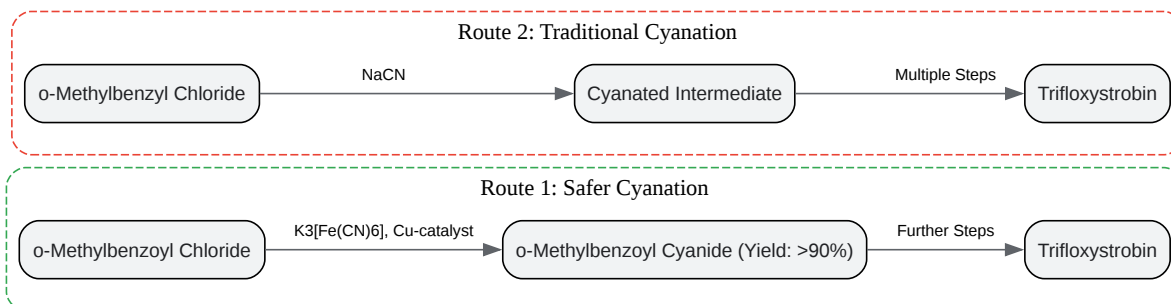 Route 2: Traditional Cyanation
o-Methylbenzyl Chloride
NaCN
Cyanated Intermediate
Multiple Steps
Trifloxystrobin
Route 1: Safer Cyanation
o-Methylbenzoyl Chloride
K3[Fe(CN)6], Cu-catalyst
o-Methylbenzoyl Cyanide (Yield: >90%)
Further Steps
Trifloxystrobin